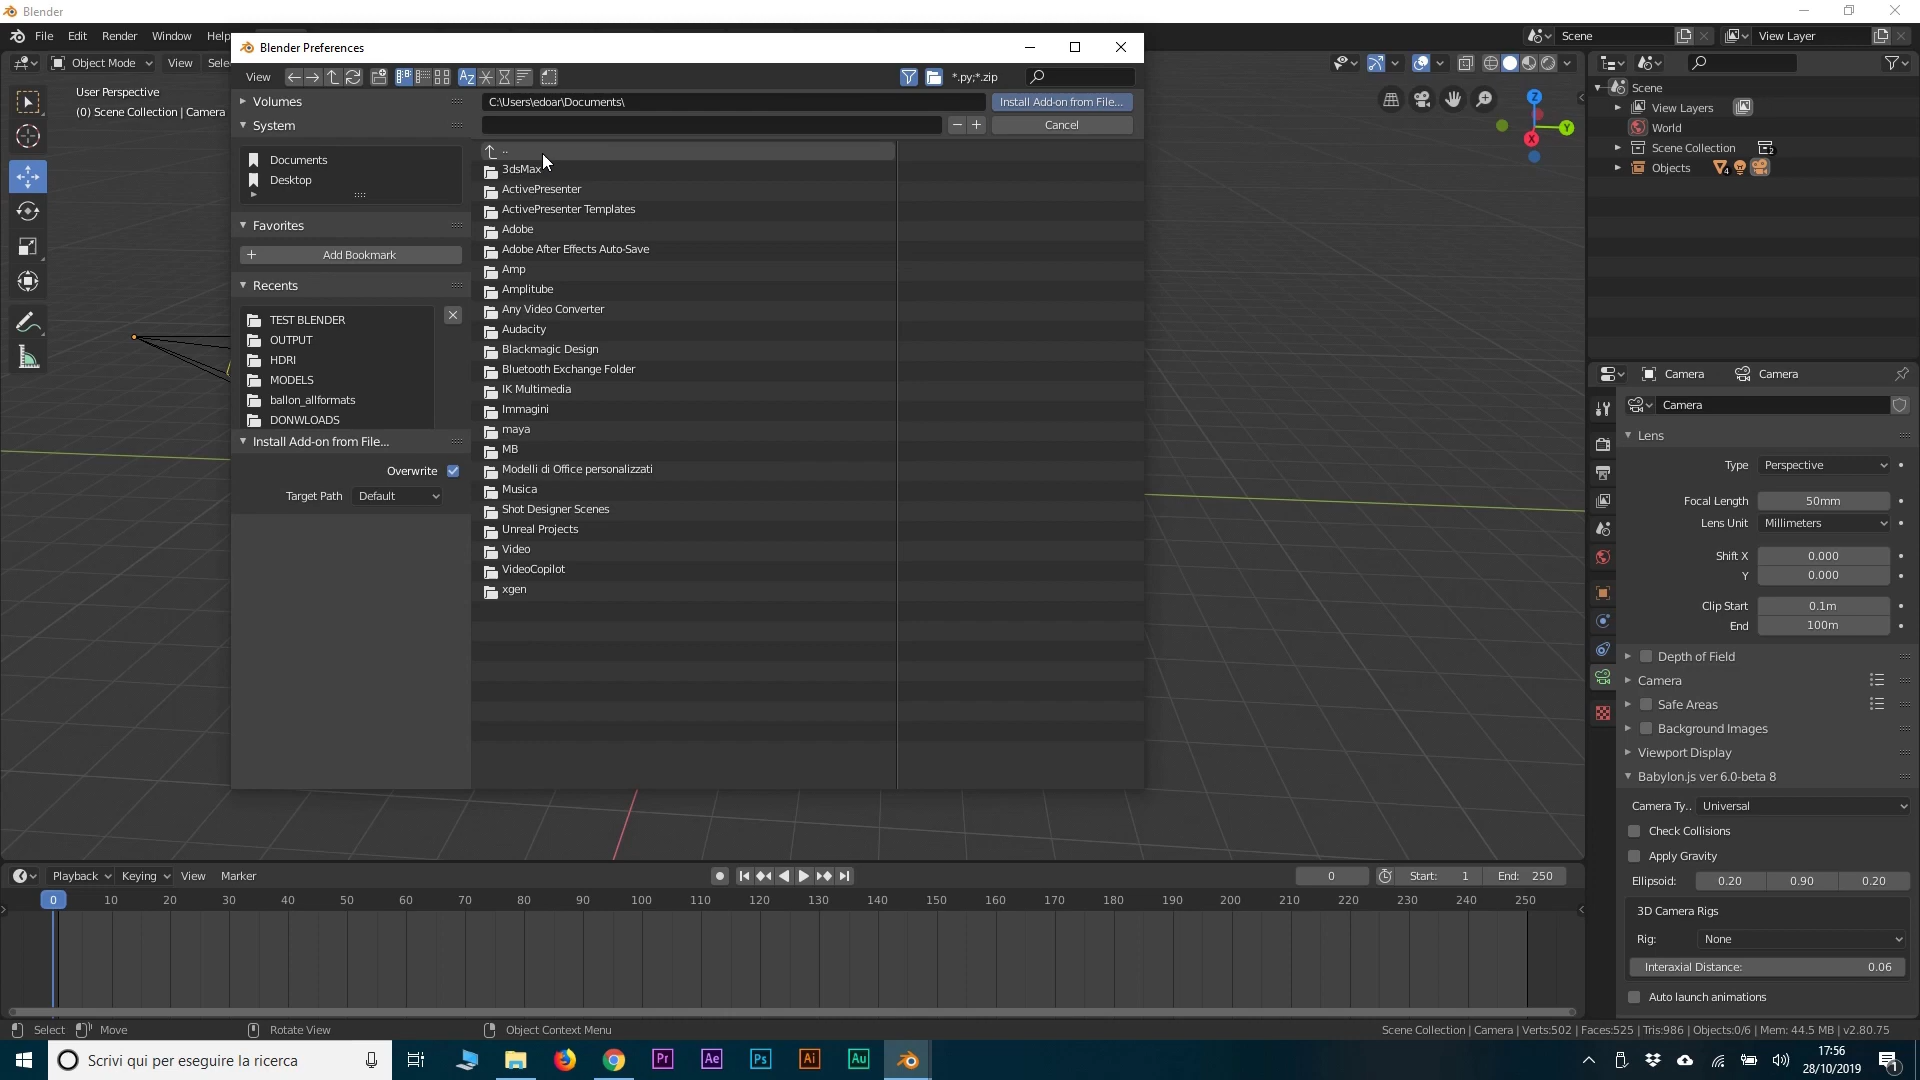 Blender
File Edit Render Window Help
Scene
View Layer
Blender Preferences
Object Mode View Sele
View
*.py;*.zip
User Perspective
(0) Scene Collection | Camera
Volumes
System
Documents
Desktop
Favorites
Add Bookmark
Recents
TEST BLENDER
OUTPUT
HDRI
MODELS
ballon_allformats
DONWLOADS
Install Add-on from File...
Overwrite
Target Path Default
C:\Users\edoar\Documents\
Install Add-on from File...
Cancel
..
3dsMax
ActivePresenter
ActivePresenter Templates
Adobe
Adobe After Effects Auto-Save
Amp
Amplitube
Any Video Converter
Audacity
Blackmagic Design
Bluetooth Exchange Folder
IK Multimedia
Immagini
maya
MB
Modelli di Office personalizzati
Musica
Shot Designer Scenes
Unreal Projects
Video
VideoCopilot
xgen
Z
Y
X
Scene
View Layers
World
Scene Collection 2
Objects 4
Camera Camera
Camera
Lens
Type Perspective
Focal Length 50mm
Lens Unit Millimeters
Shift X 0.000
Y 0.000
Clip Start 0.1m
End 100m
Depth of Field
Camera
Safe Areas
Background Images
Viewport Display
Babylon.js ver 6.0-beta 8
Camera Ty.. Universal
Check Collisions
Apply Gravity
Ellipsoid: 0.20 0.90 0.20
3D Camera Rigs
Rig: None
Interaxial Distance: 0.06
Auto launch animations
Playback Keying View Marker
0 Start: 1 End: 250
0 10 20 30 40 50 60 70 80 90 100 110 120 130 140 150 160 170 180 190 200 210 220 230 240 250
Select Move Rotate View Object Context Menu
Scene Collection | Camera | Verts:502 | Faces:525 | Tris:986 | Objects:0/6 | Mem: 44.5 MB | v2.80.75
Scrivi qui per eseguire la ricerca
Pr Ae Ps Ai Au
17:56
28/10/2019
1